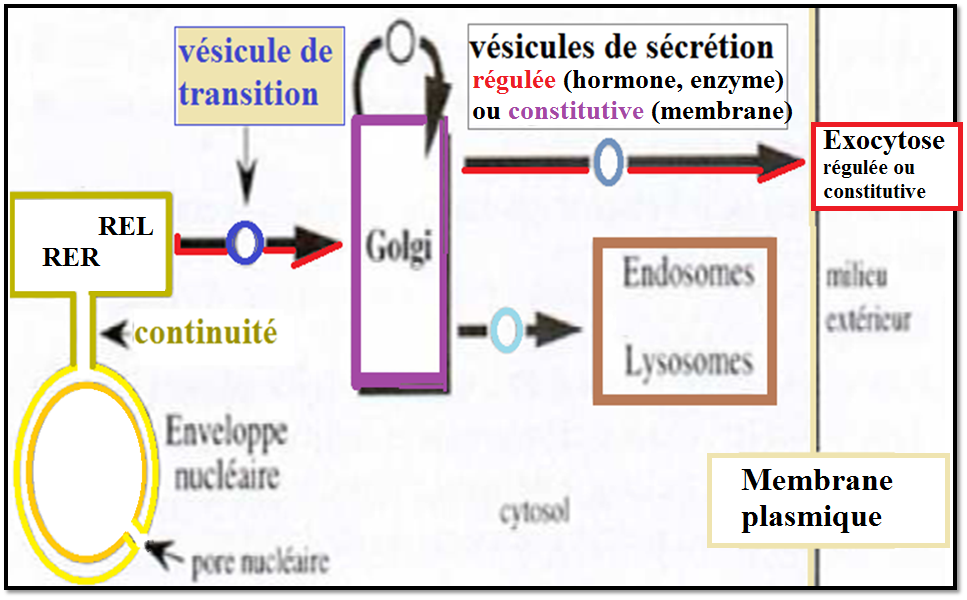 vésicule de
transition
vésicules de sécrétion
régulée (hormone, enzyme)
ou constitutive (membrane)
Exocytose
régulée ou
constitutive
REL
RER
Golgi
Endosomes
Lysosomes
milieu
extérieur
continuité
Enveloppe
nucléaire
pore nucléaire
cytosol
Membrane
plasmique